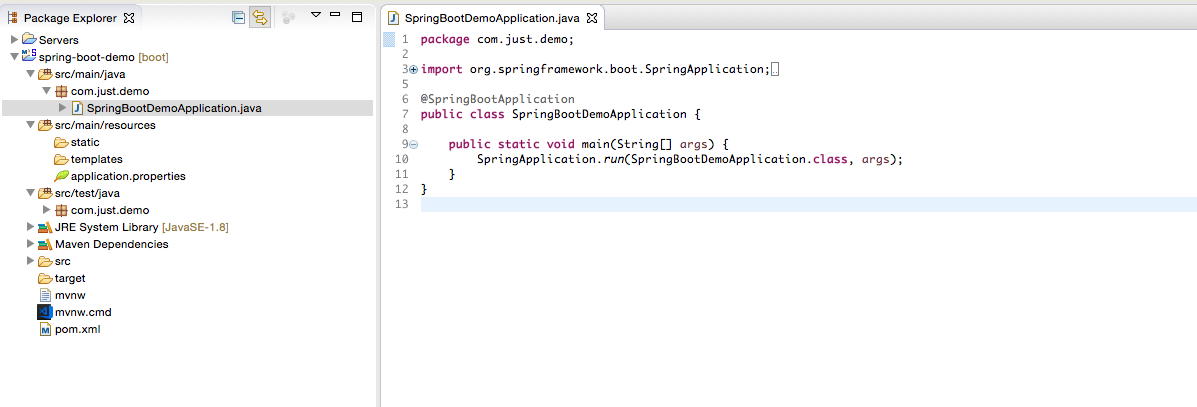 Package Explorer
Servers
spring-boot-demo [boot]
src/main/java
com.just.demo
SpringBootDemoApplication.java
src/main/resources
static
templates
application.properties
src/test/java
com.just.demo
JRE System Library [JavaSE-1.8]
Maven Dependencies
src
target
mvnw
mvnw.cmd
pom.xml
SpringBootDemoApplication.java
1 package com.just.demo;
2
3 import org.springframework.boot.SpringApplication;
5
6 @SpringBootApplication
7 public class SpringBootDemoApplication {
8
9 public static void main(String[] args) {
10 SpringApplication.run(SpringBootDemoApplication.class, args);
11 }
12 }
13